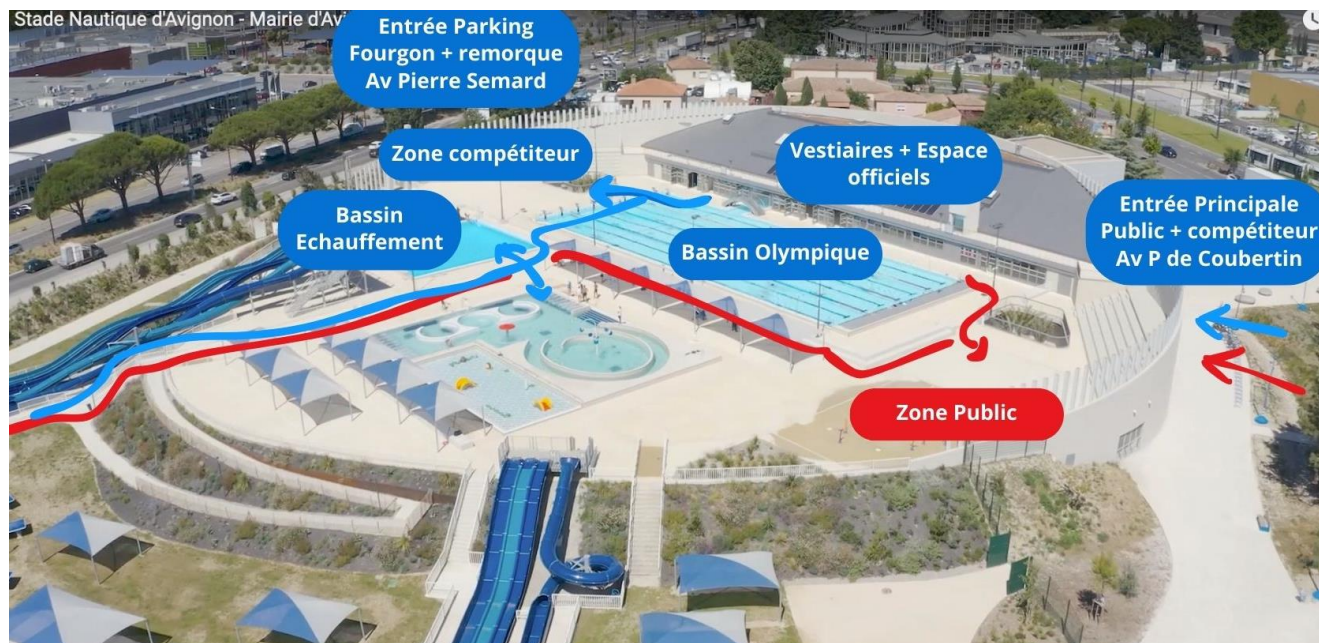 Stade Nautique d'Avignon - Mairie d'Avi
Entrée Parking
Fourgon + remorque
Av Pierre Semard
Zone compétiteur
Vestiaires + Espace
officiels
Bassin
Echauffement
Entrée Principale
Public + compétiteur
Av P de Coubertin
Bassin Olympique
Zone Public